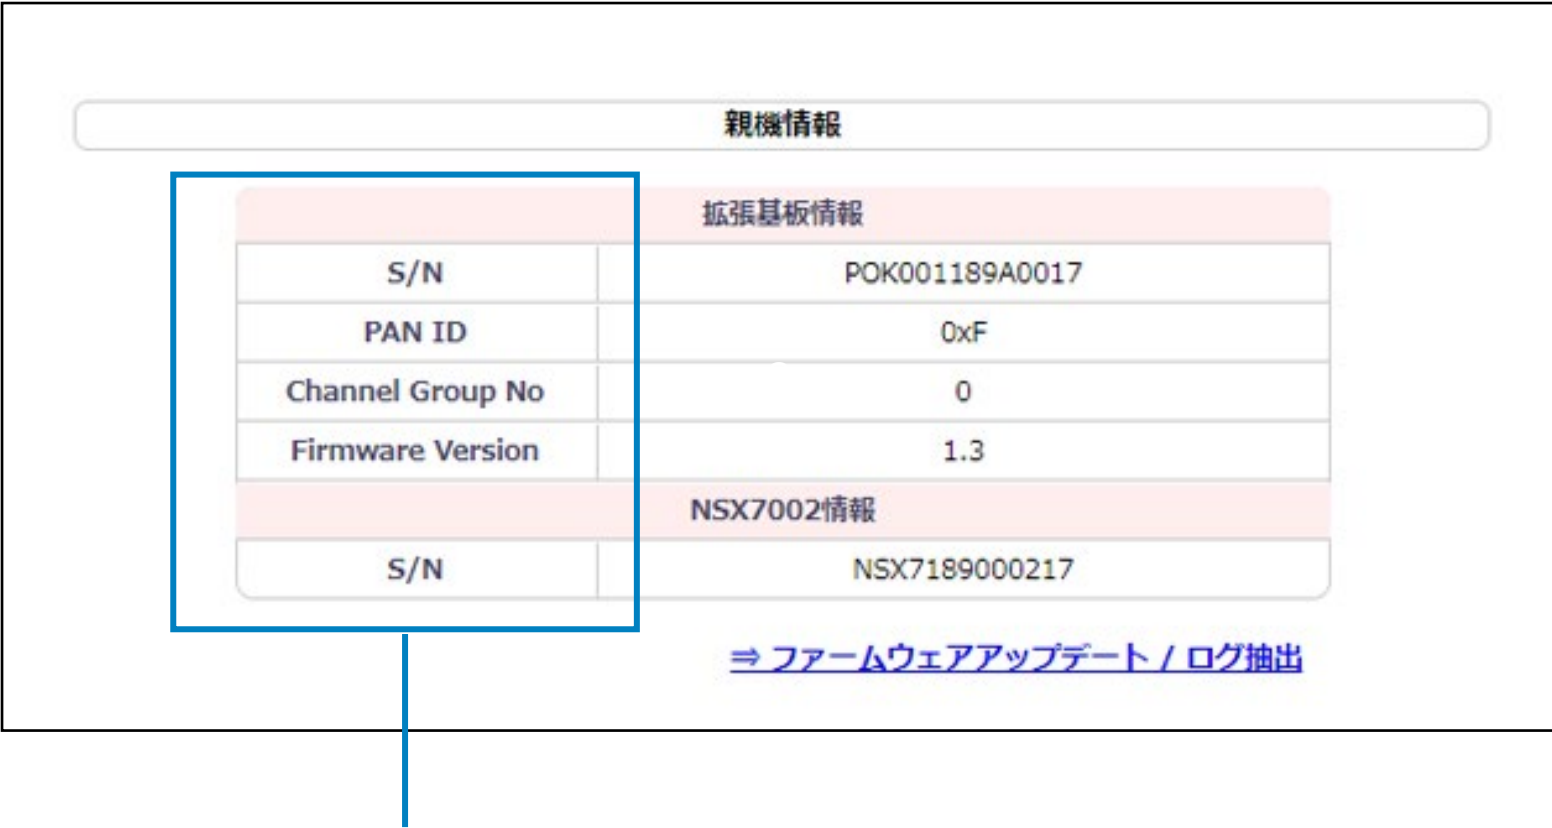 親機情報
拡張基板情報
S/N POK001189A0017
PAN ID 0xF
Channel Group No 0
Firmware Version 1.3
NSX7002情報
S/N NSX7189000217
⇒ ファームウェアアップデート / ログ抽出